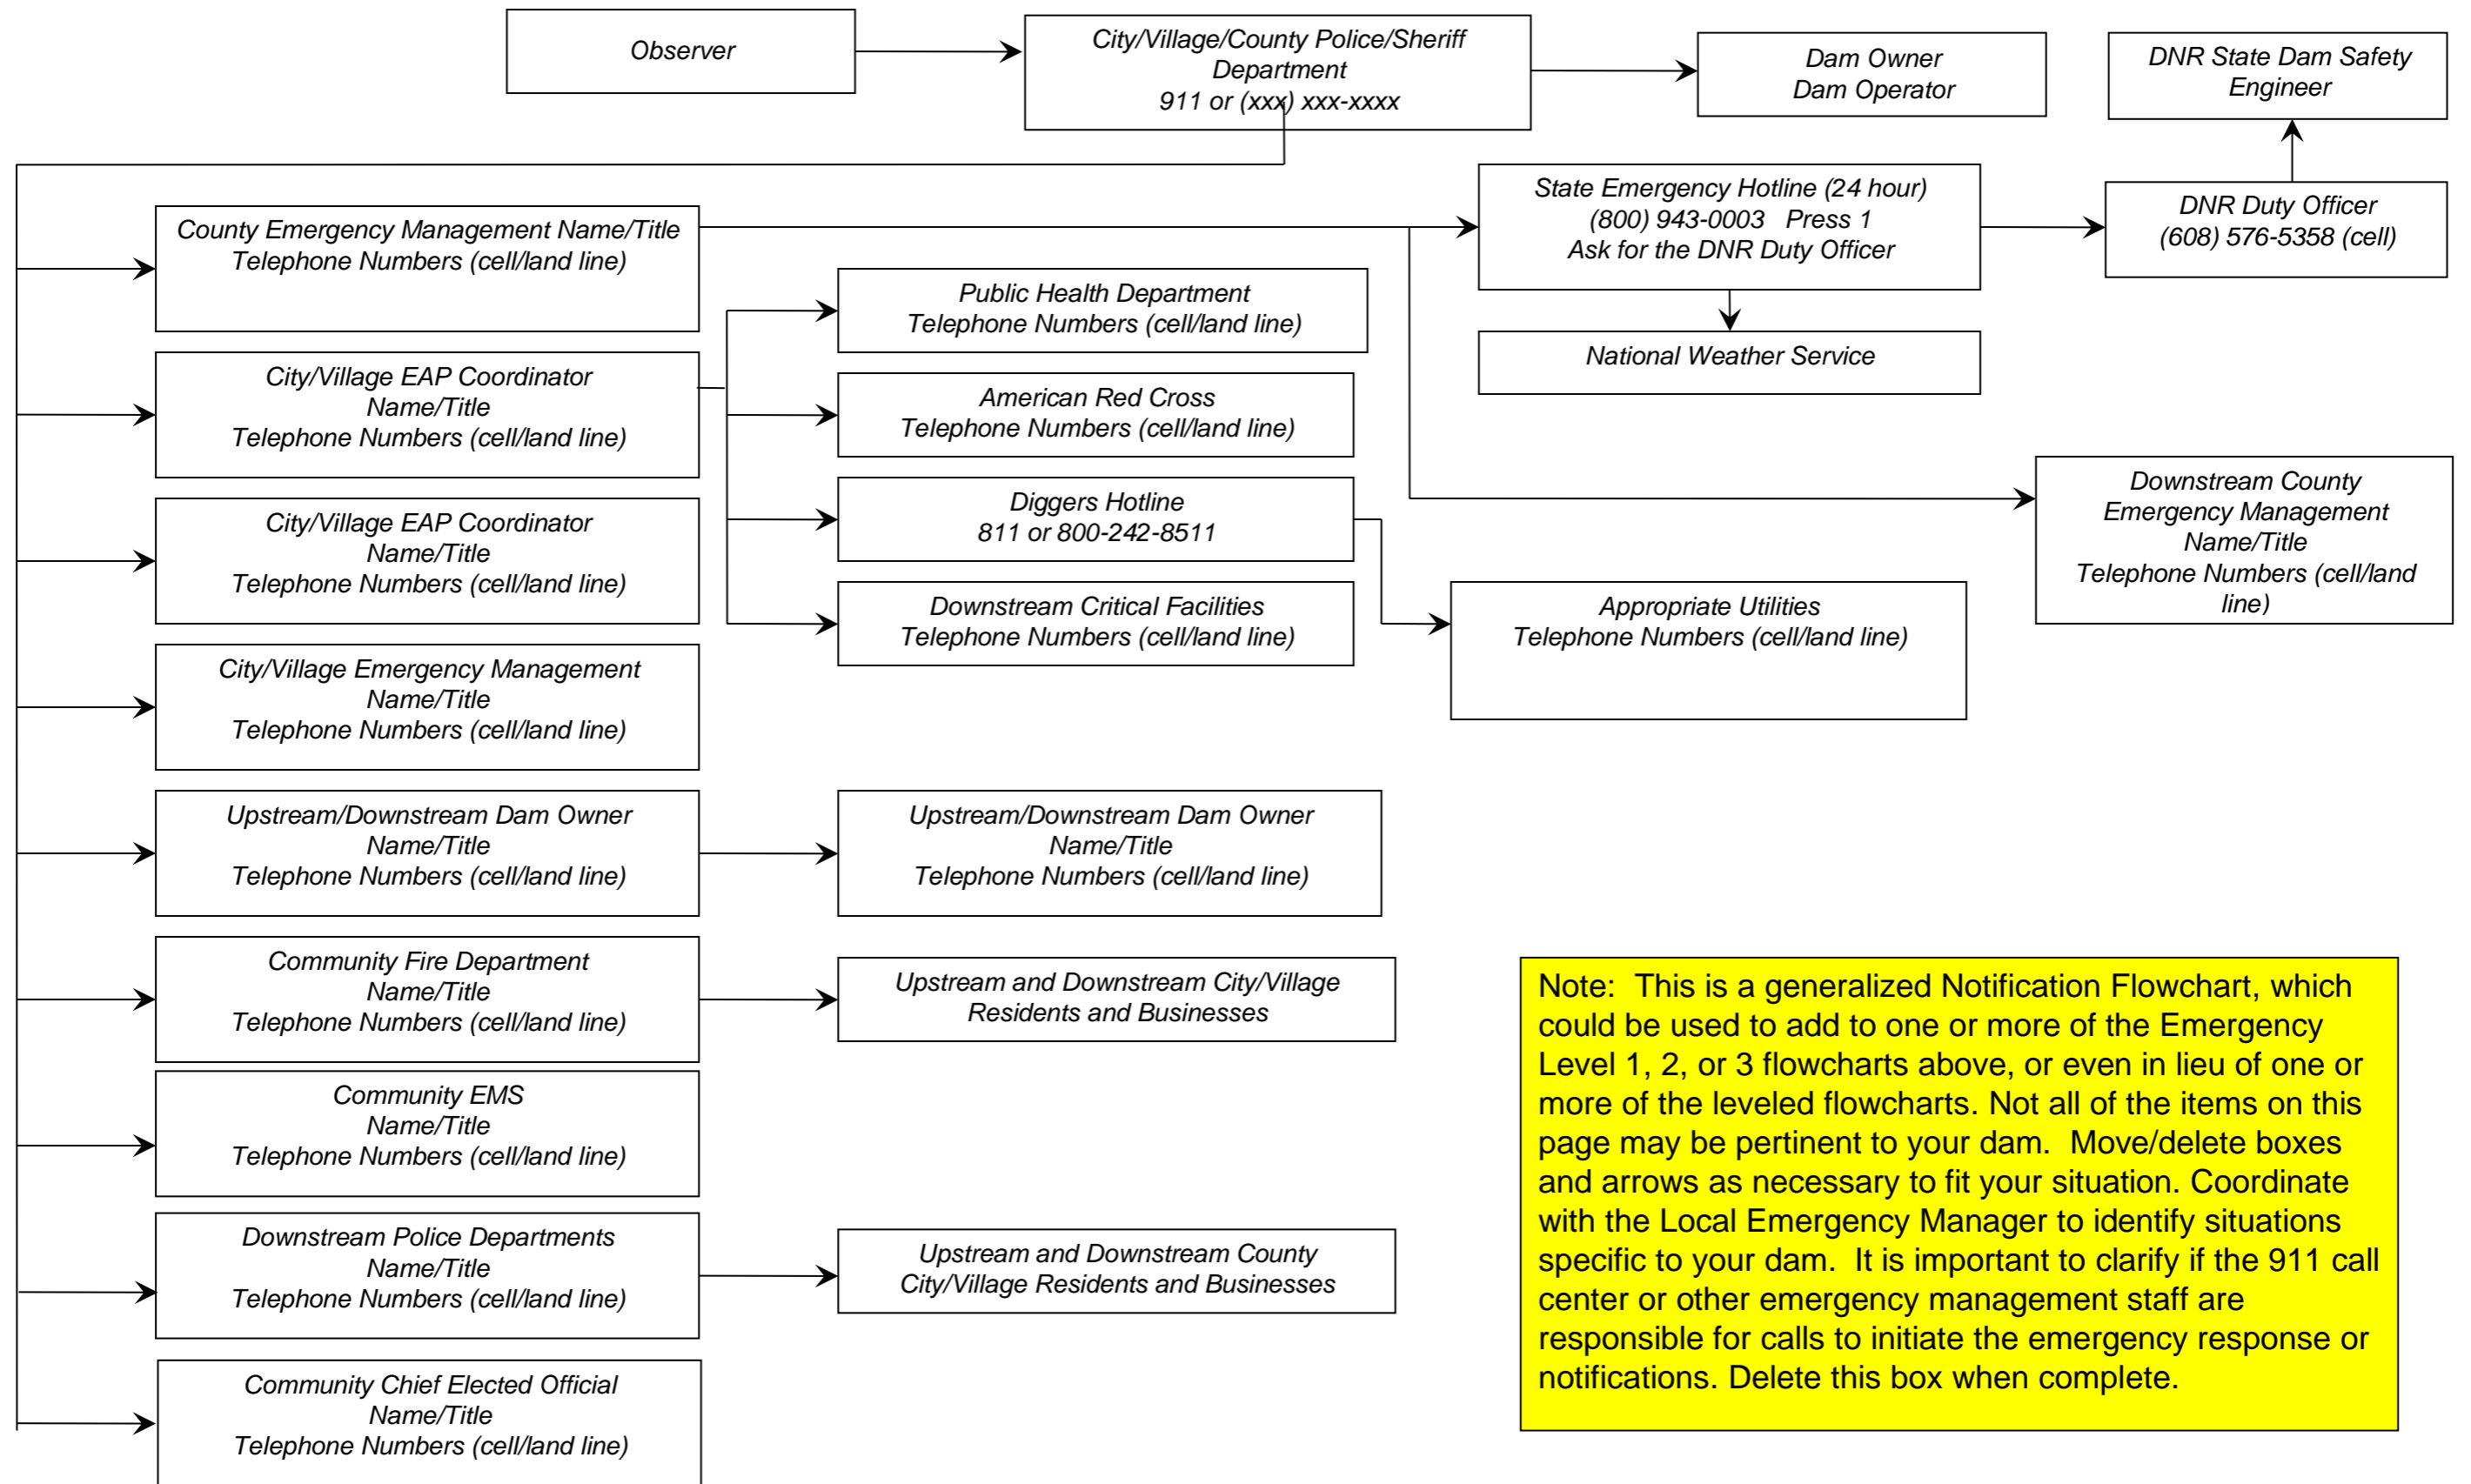 Observer
City/Village/County Police/Sheriff
Department
911 or (xxx) xxx-xxxx
Dam Owner
Dam Operator
DNR State Dam Safety
Engineer
County Emergency Management Name/Title
Telephone Numbers (cell/land line)
State Emergency Hotline (24 hour)
(800) 943-0003   Press 1
Ask for the DNR Duty Officer
DNR Duty Officer
(608) 576-5358 (cell)
Public Health Department
Telephone Numbers (cell/land line)
National Weather Service
City/Village EAP Coordinator
Name/Title
Telephone Numbers (cell/land line)
American Red Cross
Telephone Numbers (cell/land line)
Downstream County
Emergency Management
Name/Title
Telephone Numbers (cell/land
line)
City/Village EAP Coordinator
Name/Title
Telephone Numbers (cell/land line)
Diggers Hotline
811 or 800-242-8511
Downstream Critical Facilities
Telephone Numbers (cell/land line)
Appropriate Utilities
Telephone Numbers (cell/land line)
City/Village Emergency Management
Name/Title
Telephone Numbers (cell/land line)
Upstream/Downstream Dam Owner
Name/Title
Telephone Numbers (cell/land line)
Upstream/Downstream Dam Owner
Name/Title
Telephone Numbers (cell/land line)
Community Fire Department
Name/Title
Telephone Numbers (cell/land line)
Upstream and Downstream City/Village
Residents and Businesses
Community EMS
Name/Title
Telephone Numbers (cell/land line)
Downstream Police Departments
Name/Title
Telephone Numbers (cell/land line)
Upstream and Downstream County
City/Village Residents and Businesses
Community Chief Elected Official
Name/Title
Telephone Numbers (cell/land line)
Note:  This is a generalized Notification Flowchart, which
could be used to add to one or more of the Emergency
Level 1, 2, or 3 flowcharts above, or even in lieu of one or
more of the leveled flowcharts. Not all of the items on this
page may be pertinent to your dam.  Move/delete boxes
and arrows as necessary to fit your situation. Coordinate
with the Local Emergency Manager to identify situations
specific to your dam.  It is important to clarify if the 911 call
center or other emergency management staff are
responsible for calls to initiate the emergency response or
notifications. Delete this box when complete.